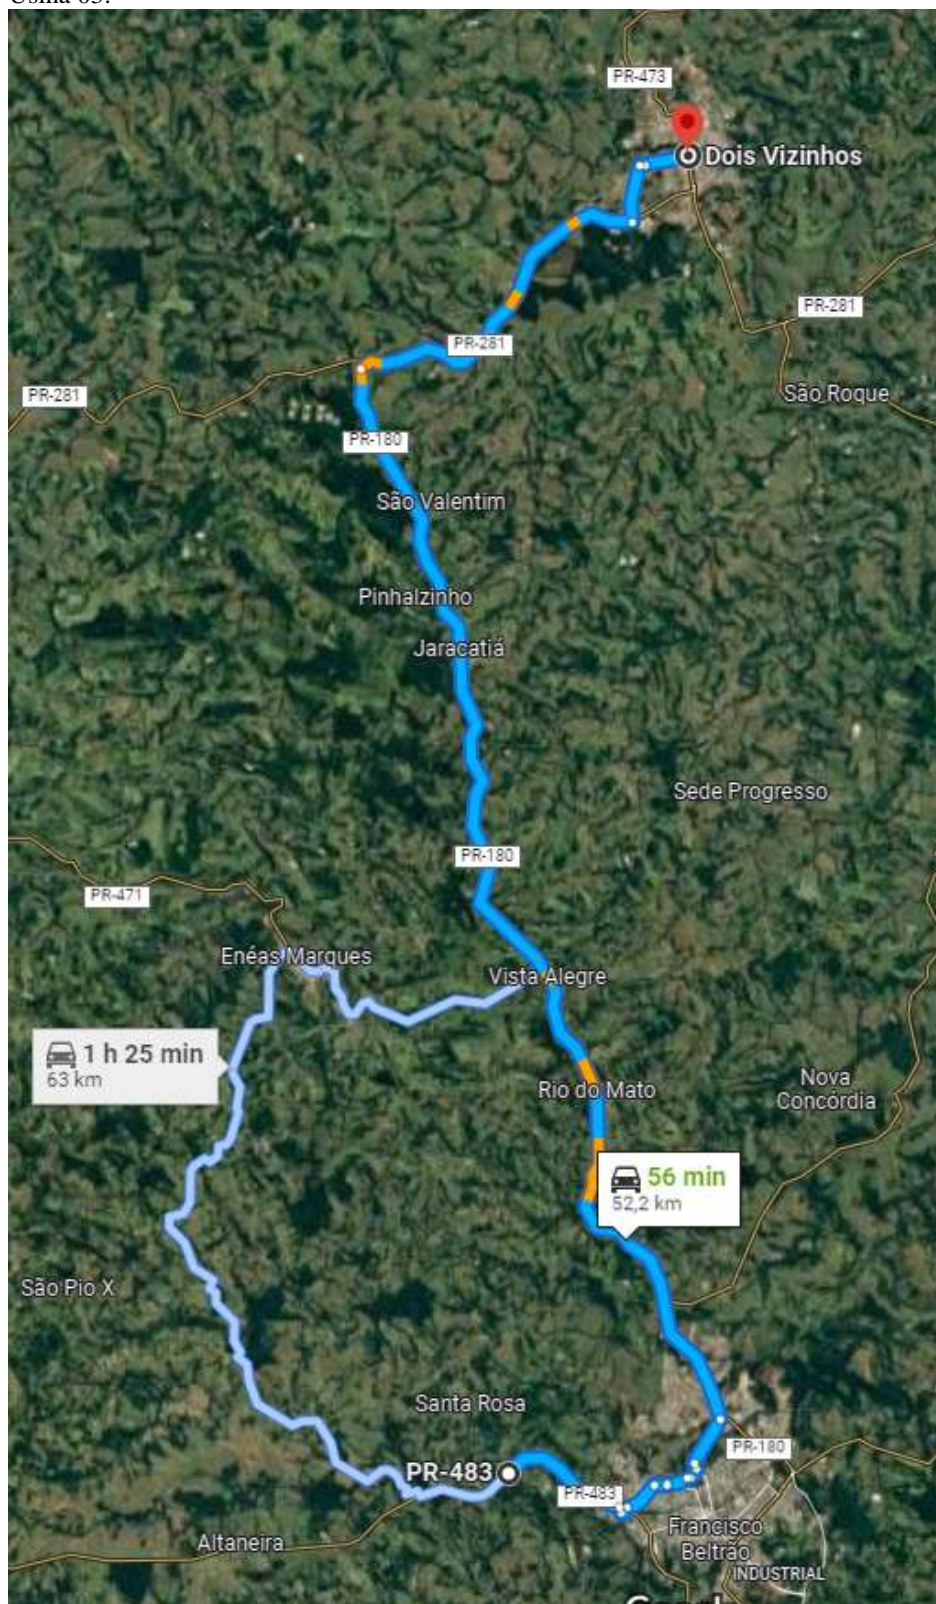 PR-473
Dois Vizinhos
PR-281
PR-281
PR-281
São Roque
PR-180
São Valentim
Pinhalzinho
Jaracatiá
Sede Progresso
PR-180
PR-471
Enéas Marques
Vista Alegre
1 h 25 min
63 km
Rio do Mato
Nova
Concórdia
56 min
52,2 km
São Pio X
Santa Rosa
PR-180
PR-483
PR-483
Francisco
Beltrão
Altaneira
INDUSTRIAL